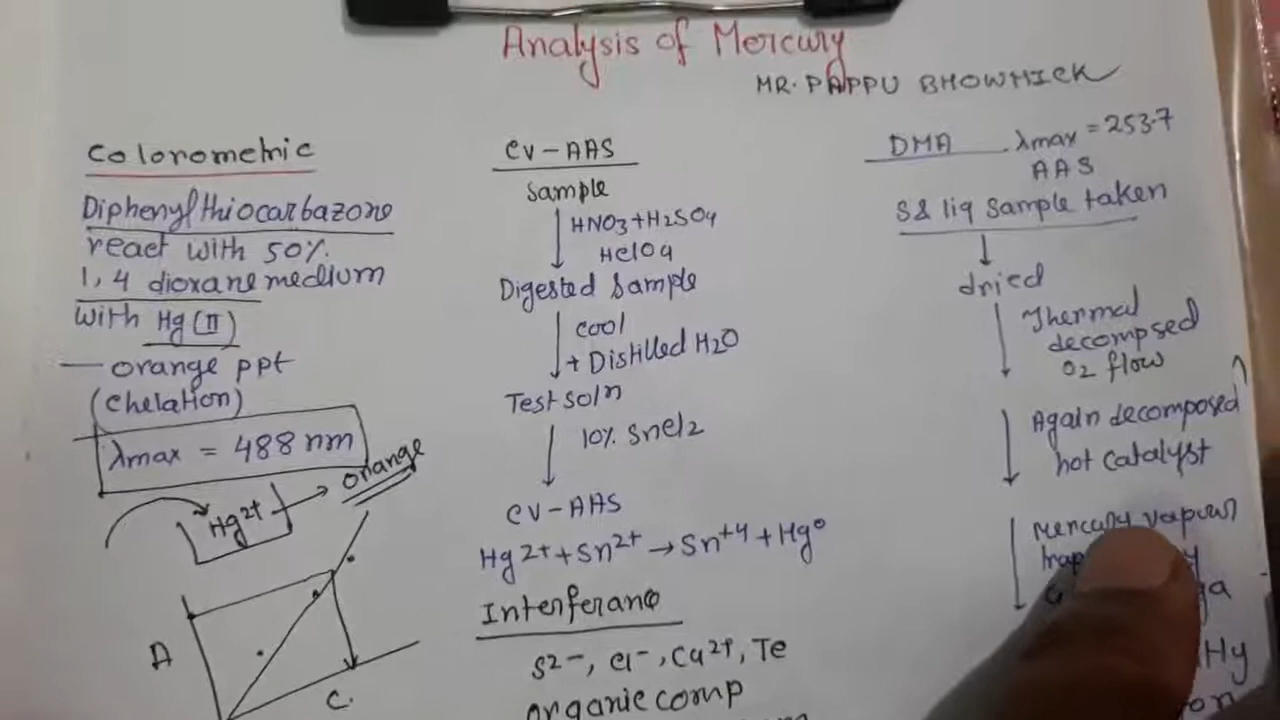 Analysis of Mercury
MR. PAPPU BHOWMICK
Colorometric
Diphenylthiocarbazone
react with 50%.
1, 4 dioxane medium
with Hg(II)
— orange ppt
(Chelation)
λmax = 488 nm
Hg2+ → orange
A
C.
CV-AAS
Sample
HNO3+H2SO4
HClO4
Digested Sample
Cool
+ Distilled H2O
Test soln
10% SnCl2
CV-AAS
Hg2+ + Sn2+ → Sn+4 + Hg0
Interferanc
S2-, Cl-, Cu2+, Te
organic comp
DMA λmax = 253.7
AAS
S & liq Sample taken
dried
Thermal
decomposed
O2 flow
Again decomposed
hot catalyst
Mercury vapour